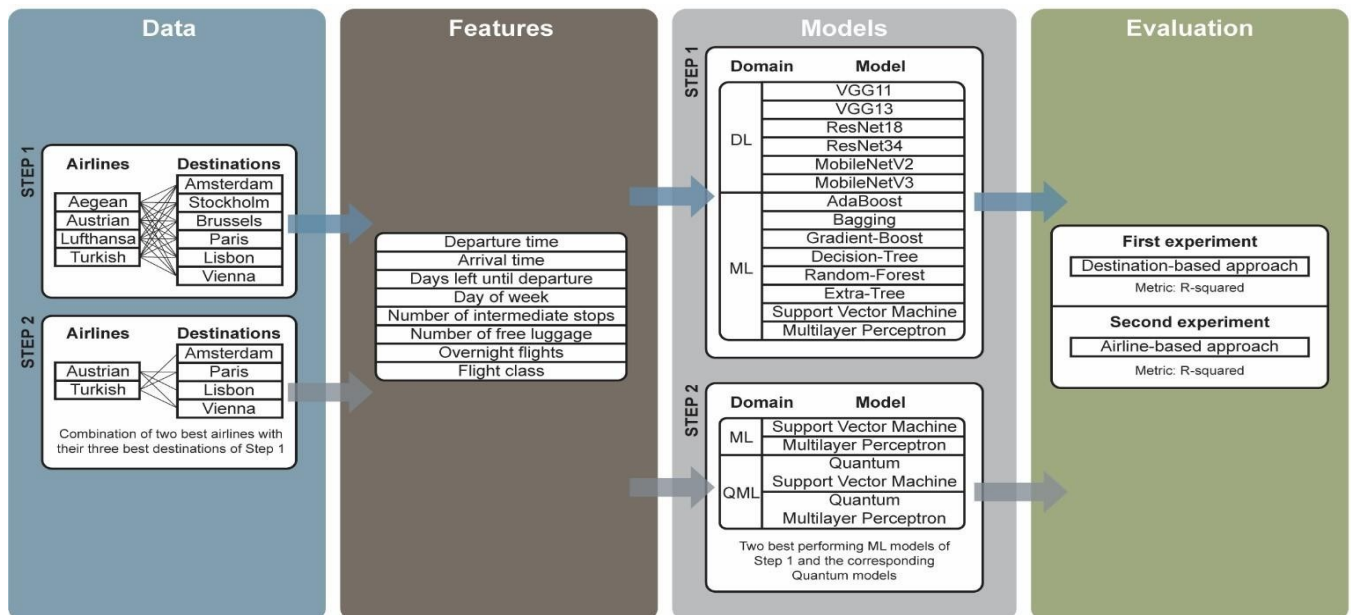 Data
STEP 1
Airlines
Destinations
Aegean
Austrian
Lufthansa
Turkish
Amsterdam
Stockholm
Brussels
Paris
Lisbon
Vienna
STEP 2
Airlines
Destinations
Austrian
Turkish
Amsterdam
Paris
Lisbon
Vienna
Combination of two best airlines with
their three best destinations of Step 1
Features
Departure time
Arrival time
Days left until departure
Day of week
Number of intermediate stops
Number of free luggage
Overnight flights
Flight class
Models
STEP 1
Domain Model
DL
VGG11
VGG13
ResNet18
ResNet34
MobileNetV2
MobileNetV3
ML
AdaBoost
Bagging
Gradient-Boost
Decision-Tree
Random-Forest
Extra-Tree
Support Vector Machine
Multilayer Perceptron
STEP 2
Domain Model
ML
Support Vector Machine
Multilayer Perceptron
QML
Quantum
Support Vector Machine
Quantum
Multilayer Perceptron
Two best performing ML models of
Step 1 and the corresponding
Quantum models
Evaluation
First experiment
Destination-based approach
Metric: R-squared
Second experiment
Airline-based approach
Metric: R-squared